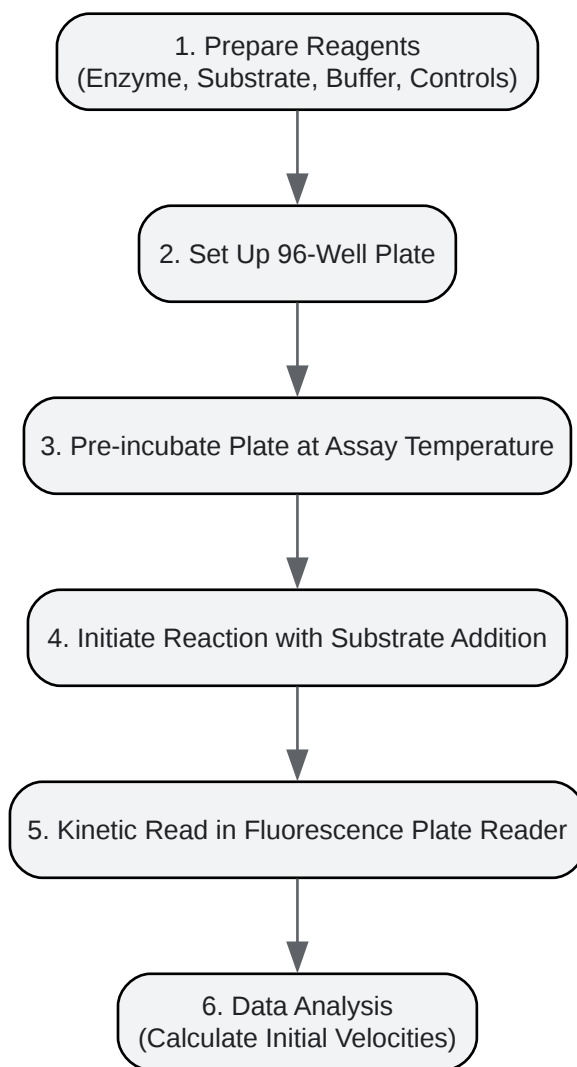 1. Prepare Reagents
(Enzyme, Substrate, Buffer, Controls)
2. Set Up 96-Well Plate
3. Pre-incubate Plate at Assay Temperature
4. Initiate Reaction with Substrate Addition
5. Kinetic Read in Fluorescence Plate Reader
6. Data Analysis
(Calculate Initial Velocities)